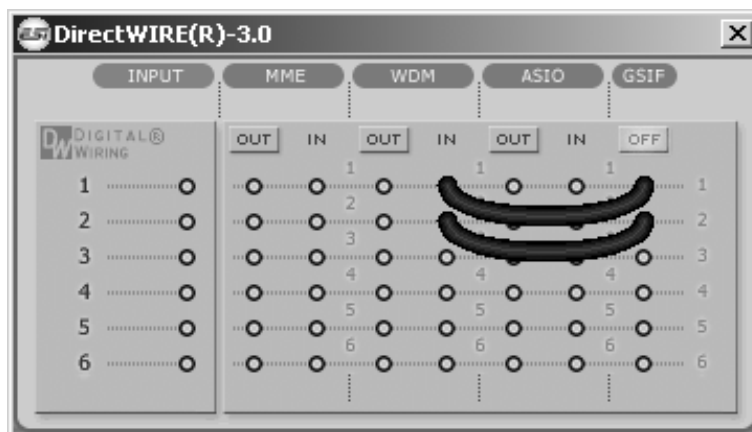 ESI DirectWIRE(R)-3.0
INPUT MME WDM ASIO GSIF
DW DIGITAL®
WIRING
OUT IN OUT IN OUT IN OFF
1 1 1
1 1
2
2 2
3
3 3
4 4 4
4 4
5 5 5
5 5
6 6 6
6 6